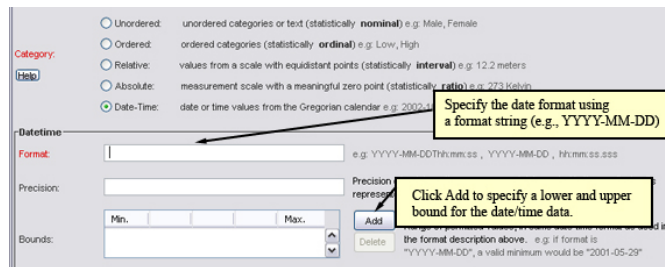 Unordered: unordered categories or text (statistically nominal) e.g: Male, Female
Ordered: ordered categories (statistically ordinal) e.g: Low, High
Category:
Relative: values from a scale with equidistant points (statistically interval) e.g: 12.2 meters
Help
Absolute: measurement scale with a meaningful zero point (statistically ratio) e.g: 273 Kelvin
Date-Time: date or time values from the Gregorian calendar e.g: 2002-10
Specify the date format using
a format string (e.g., YYYY-MM-DD)
Datetime
Format: e.g: YYYY-MM-DDThh:mm:ss , YYYY-MM-DD , hh:mm:ss.sss
Precision: Precision
represen
Click Add to specify a lower and upper
bound for the date/time data.
Min. Max. Add
Bounds: Delete the format description above. e.g: If format is
"YYYY-MM-DD", a valid minimum would be "2001-05-29"